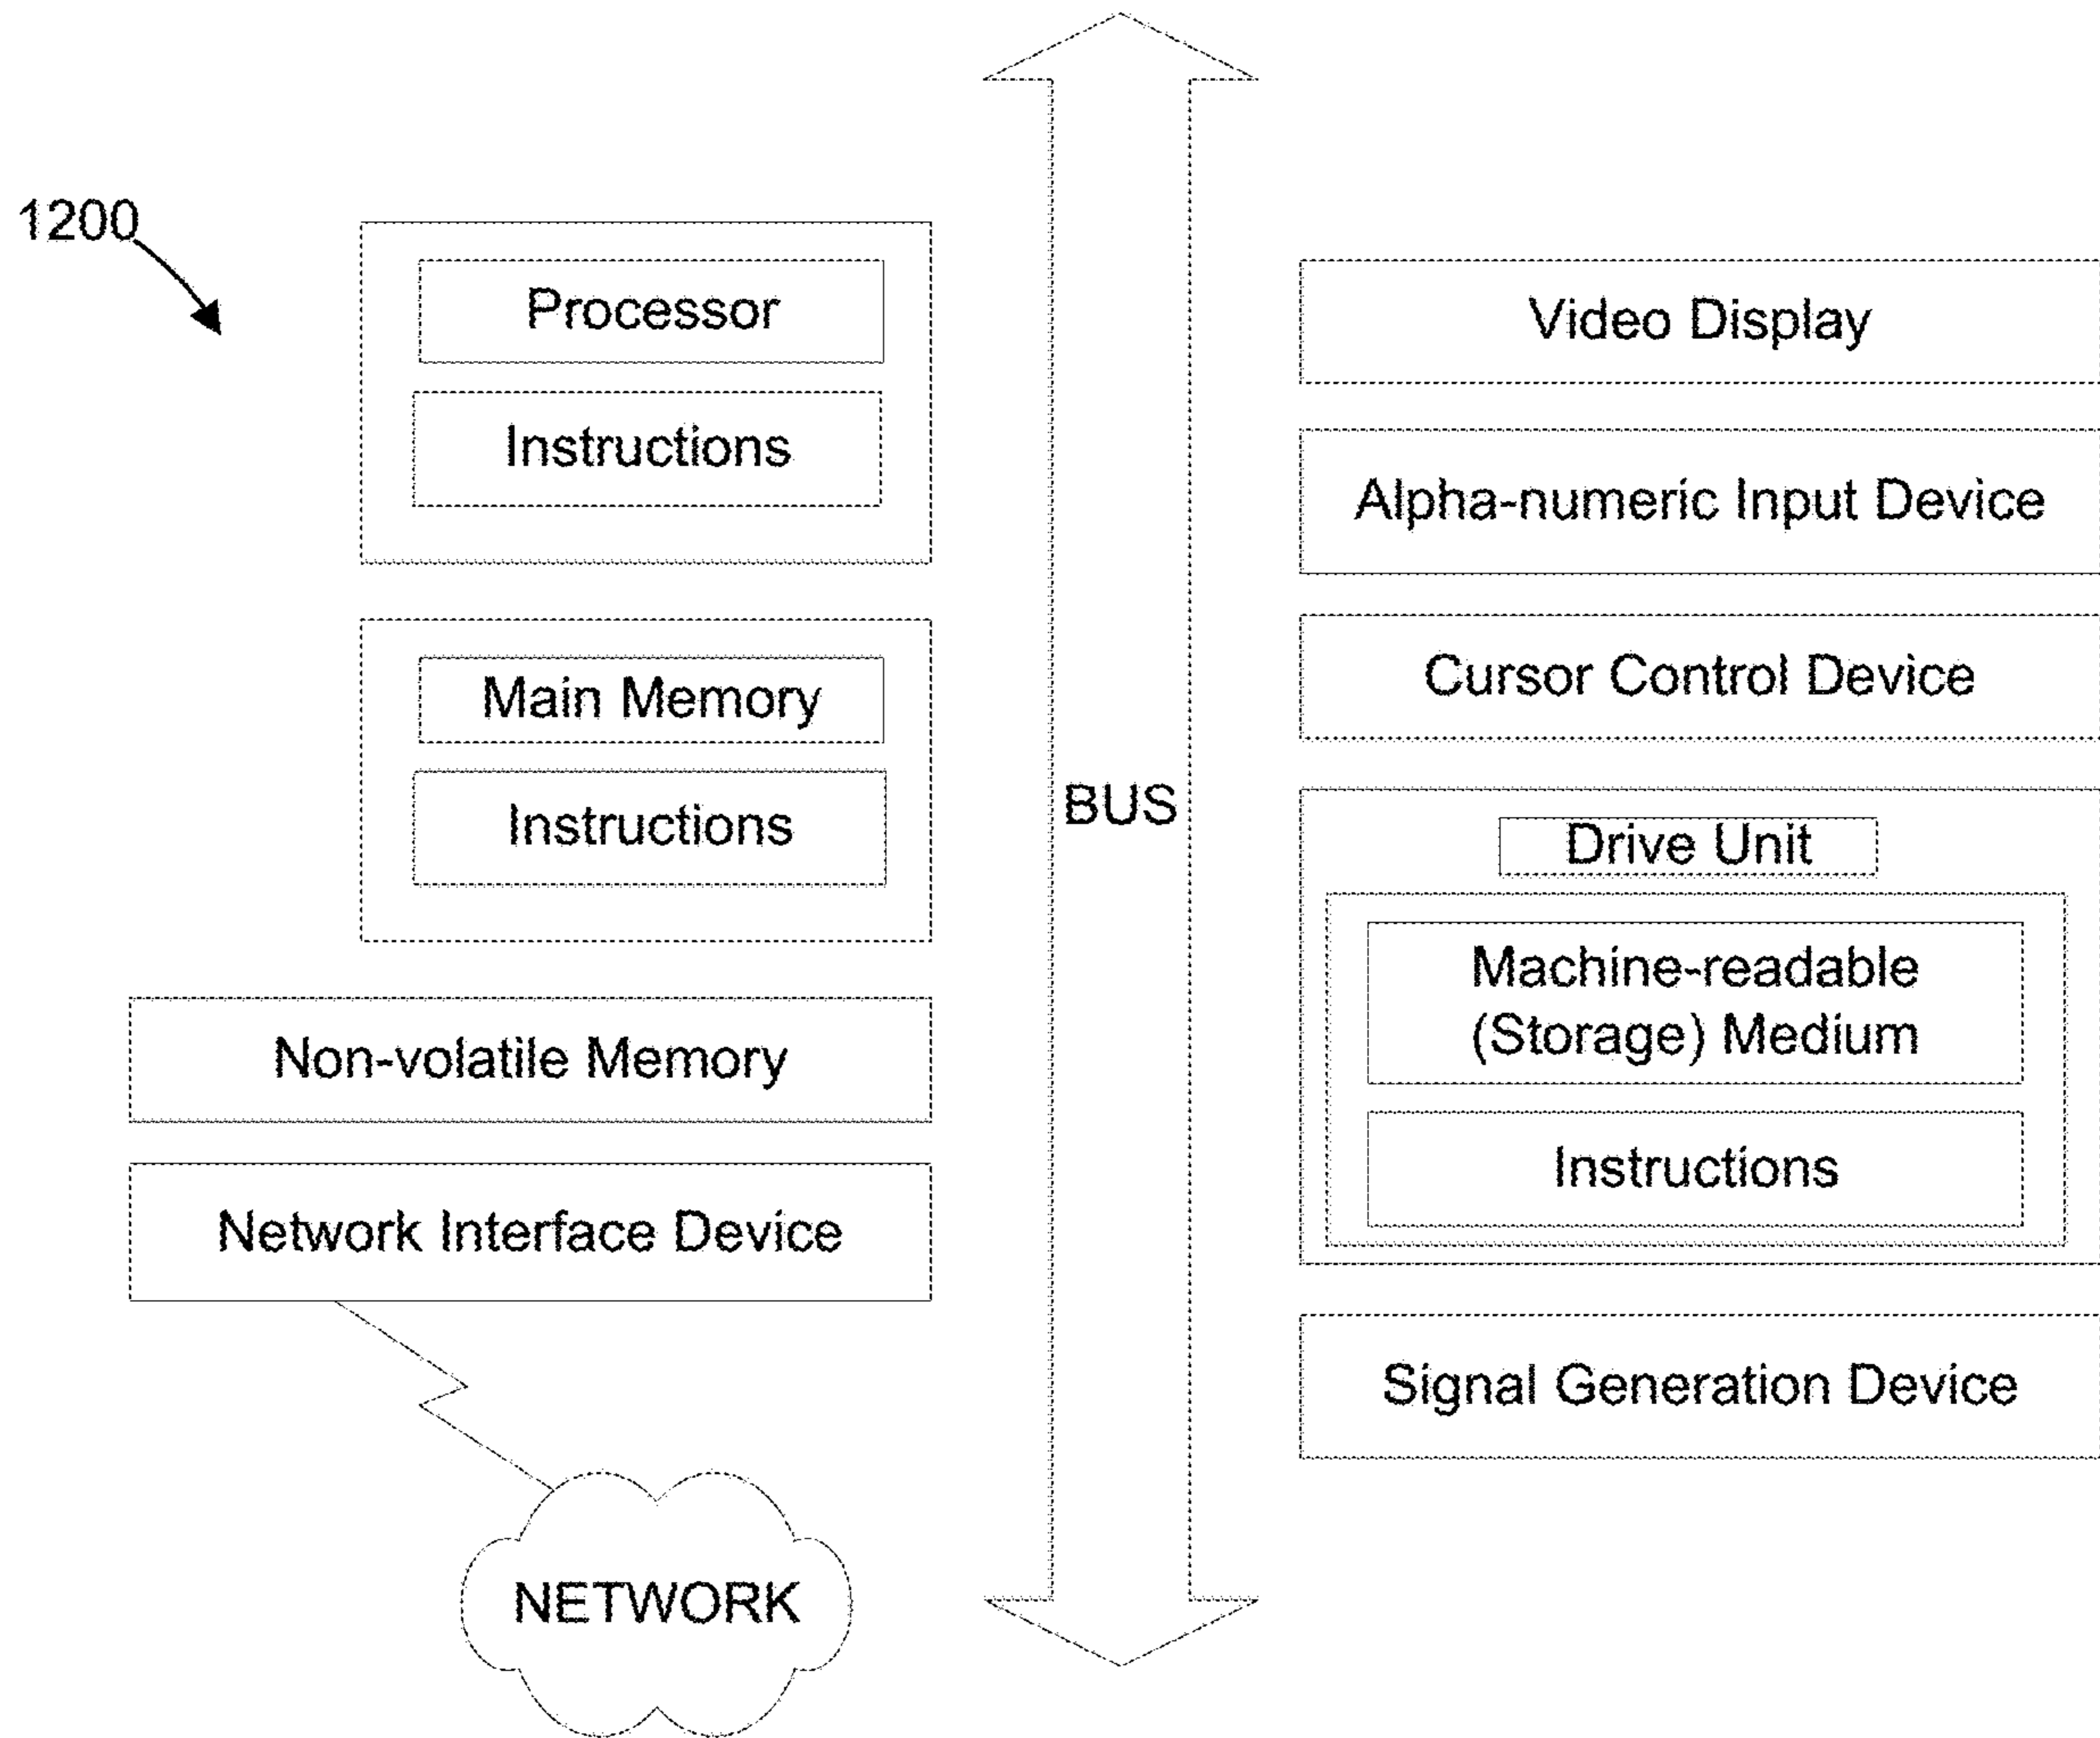 1200
Processor
Instructions
Main Memory
Instructions
Non-volatile Memory
Network Interface Device
NETWORK
BUS
Video Display
Alpha-numeric Input Device
Cursor Control Device
Drive Unit
Machine-readable
(Storage) Medium
Instructions
Signal Generation Device